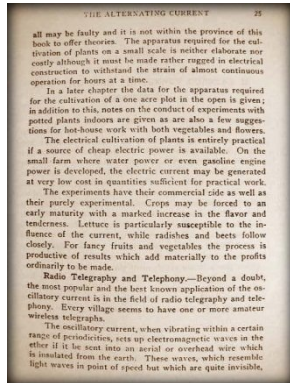 THE ALTERNATING CURRENT 25
all may be faulty and it is not within the province of this
book to offer theories. The apparatus required for the cul-
tivation of plants on a small scale is neither elaborate nor
costly although it must be made rather rugged in electrical
construction to withstand the strain of almost continuous
operation for hours at a time.
In a later chapter the data for the apparatus required
for the cultivation of a one acre plot in the open is given;
in addition to this, notes on the conduct of experiments with
potted plants indoors are given as are also a few sugges-
tions for hot-house work with both vegetables and flowers.
The electrical cultivation of plants is entirely practical
if a source of cheap electric power is available. On the
small farm where water power or even gasoline engine
power is developed, the electric current may be generated
at very low cost in quantities sufficient for practical work.
The experiments have their commercial side as well as
their purely experimental. Crops may be forced to an
early maturity with a marked increase in the flavor and
tenderness. Lettuce is particularly susceptible to the in-
fluence of the current, while radishes and beets follow
closely. For fancy fruits and vegetables the process is
productive of results which add materially to the profits
ordinarily to be made.
Radio Telegraphy and Telephony.—Beyond a doubt,
the most popular and the best known application of the os-
cillatory current is in the field of radio telegraphy and tele-
phony. Every village seems to have one or more amateur
wireless telegraphs.
The oscillatory current, when vibrating within a certain
range of periodicities, sets up electromagnetic waves in the
ether if it be sent into an aerial or overhead wire which
is insulated from the earth. These waves, which resemble
light waves in point of speed but which are quite invisible,